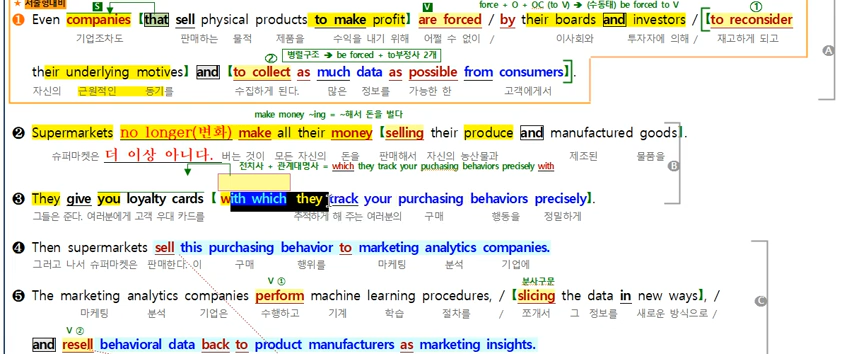 ★ 서술형대비 S V force + O + OC (to V) ➔ (수동태) be forced to V ①
❶ Even companies 【that sell physical products to make profit】 are forced / by their boards and investors / 【to reconsider
기업조차도 판매하는 물적 제품을 수익을 내기 위해 어쩔 수 없이 / 이사회와 투자자에 의해 / 재고하게 되고
② 병렬구조 ➔ be forced + to부정사 2개
their underlying motives】 and 【to collect as much data as possible from consumers】.
자신의 근원적인 동기를 수집하게 된다. 많은 정보를 가능한 한 고객에게서
A
make money ~ing = ~해서 돈을 벌다
❷ Supermarkets no longer(변화) make all their money 【selling their produce and manufactured goods】.
슈퍼마켓은 더 이상 아니다. 버는 것이 모든 자신의 돈을 판매해서 자신의 농산물과 제조된 물품을
B
전치사 + 관계대명사 = which they track your puchasing behaviors precisely with
❸ They give you loyalty cards 【with which they track your purchasing behaviors precisely】.
그들은 준다. 여러분에게 고객 우대 카드를 추적하게 해 주는 여러분의 구매 행동을 정밀하게
❹ Then supermarkets sell this purchasing behavior to marketing analytics companies.
그러고 나서 슈퍼마켓은 판매한다. 이 구매 행위를 마케팅 분석 기업에
V ① 분사구문
❺ The marketing analytics companies perform machine learning procedures, / 【slicing the data in new ways】, /
마케팅 분석 기업은 수행하고 기계 학습 절차를 / 쪼개서 그 정보를 새로운 방식으로 /
C
V ②
and resell behavioral data back to product manufacturers as marketing insights.